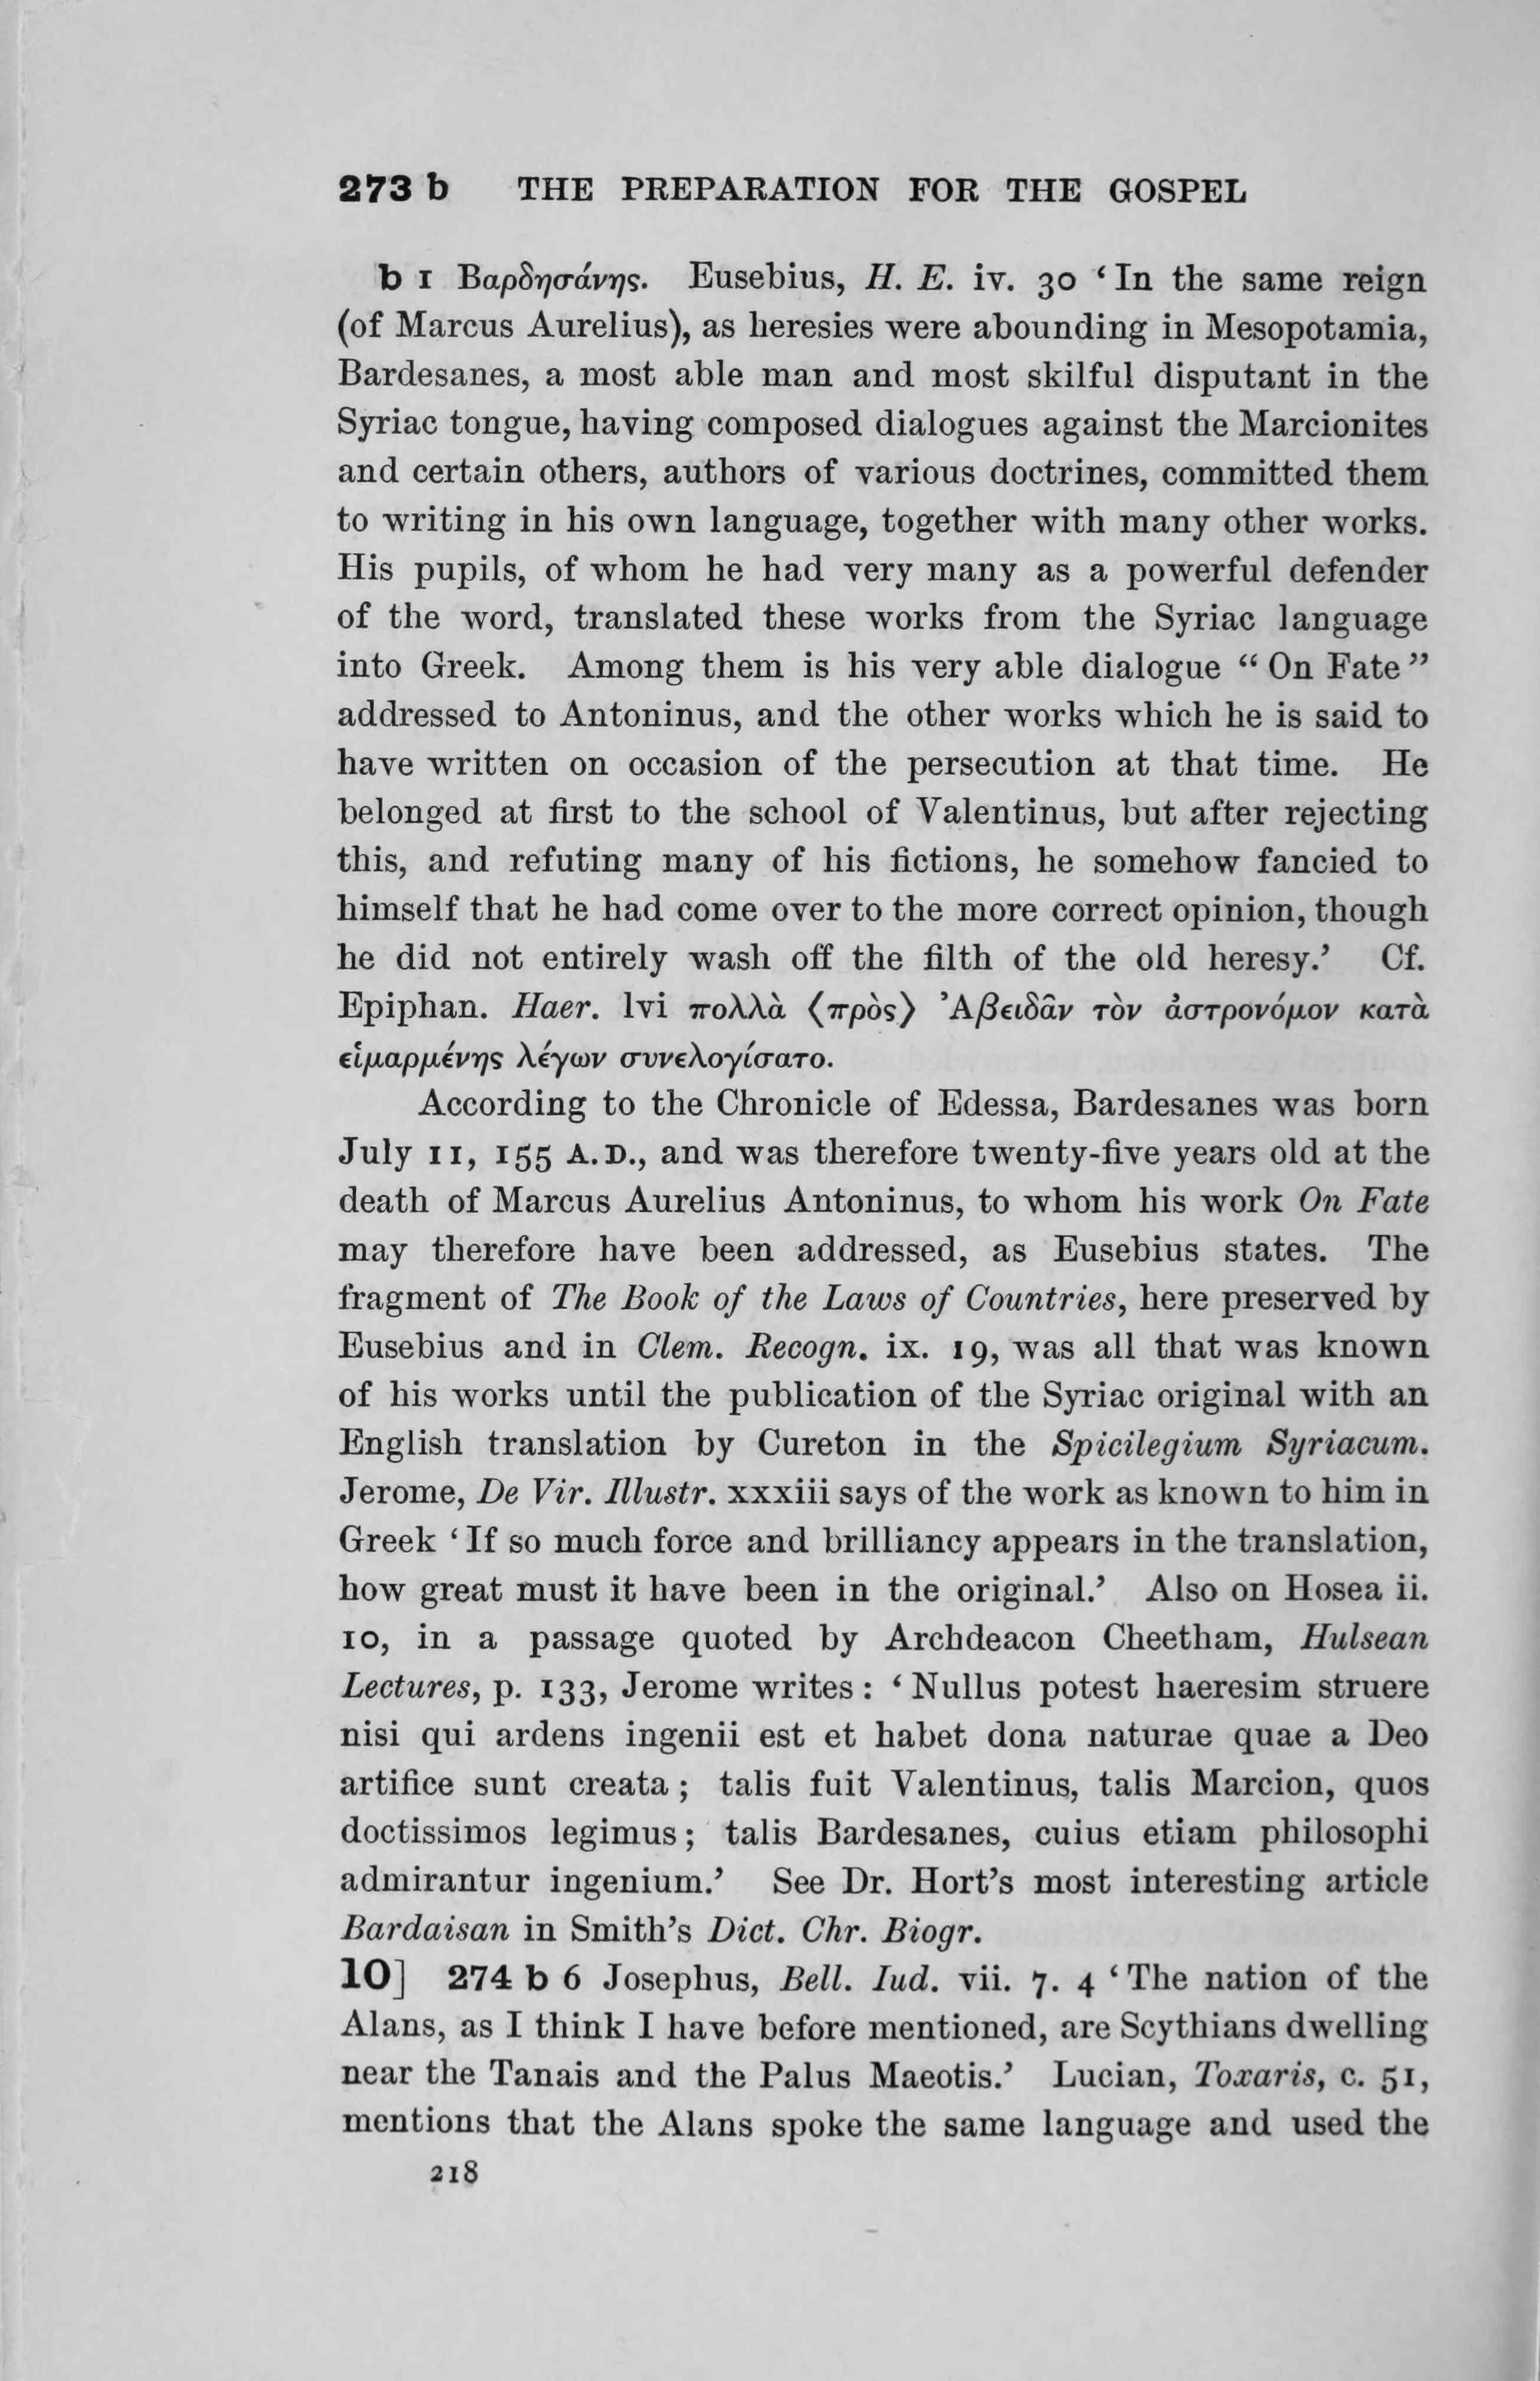 273 b THE PREPARATION FOR THE GOSPEL
b 1 Βαρδησάνης. Eusebius, H. E. iv. 30 ‘In the same reign
(of Marcus Aurelius), as heresies were abounding in Mesopotamia,
Bardesanes, a most able man and most skilful disputant in the
Syriac tongue, having composed dialogues against the Marcionites
and certain others, authors of various doctrines, committed them
to writing in his own language, together with many other works.
His pupils, of whom he had very many as a powerful defender
of the word, translated these works from the Syriac language
into Greek. Among them is his very able dialogue “On Fate”
addressed to Antoninus, and the other works which he is said to
have written on occasion of the persecution at that time. He
belonged at first to the school of Valentinus, but after rejecting
this, and refuting many of his fictions, he somehow fancied to
himself that he had come over to the more correct opinion, though
he did not entirely wash off the filth of the old heresy.’ Cf.
Epiphan. Haer. lvi πολλὰ ⟨πρὸς⟩ Ἀβειδᾶν τὸν ἀστρονόμον κατὰ
εἱμαρμένης λέγων συνελογίσατο.
According to the Chronicle of Edessa, Bardesanes was born
July 11, 155 A.D., and was therefore twenty-five years old at the
death of Marcus Aurelius Antoninus, to whom his work On Fate
may therefore have been addressed, as Eusebius states. The
fragment of The Book of the Laws of Countries, here preserved by
Eusebius and in Clem. Recogn. ix. 19, was all that was known
of his works until the publication of the Syriac original with an
English translation by Cureton in the Spicilegium Syriacum.
Jerome, De Vir. Illustr. xxxiii says of the work as known to him in
Greek ‘If so much force and brilliancy appears in the translation,
how great must it have been in the original.’ Also on Hosea ii.
10, in a passage quoted by Archdeacon Cheetham, Hulsean
Lectures, p. 133, Jerome writes: ‘Nullus potest haeresim struere
nisi qui ardens ingenii est et habet dona naturae quae a Deo
artifice sunt creata; talis fuit Valentinus, talis Marcion, quos
doctissimos legimus; talis Bardesanes, cuius etiam philosophi
admirantur ingenium.’ See Dr. Hort’s most interesting article
Bardaisan in Smith’s Dict. Chr. Biogr.
10] 274 b 6 Josephus, Bell. Iud. vii. 7. 4 ‘The nation of the
Alans, as I think I have before mentioned, are Scythians dwelling
near the Tanais and the Palus Maeotis.’ Lucian, Toxaris, c. 51,
mentions that the Alans spoke the same language and used the
218